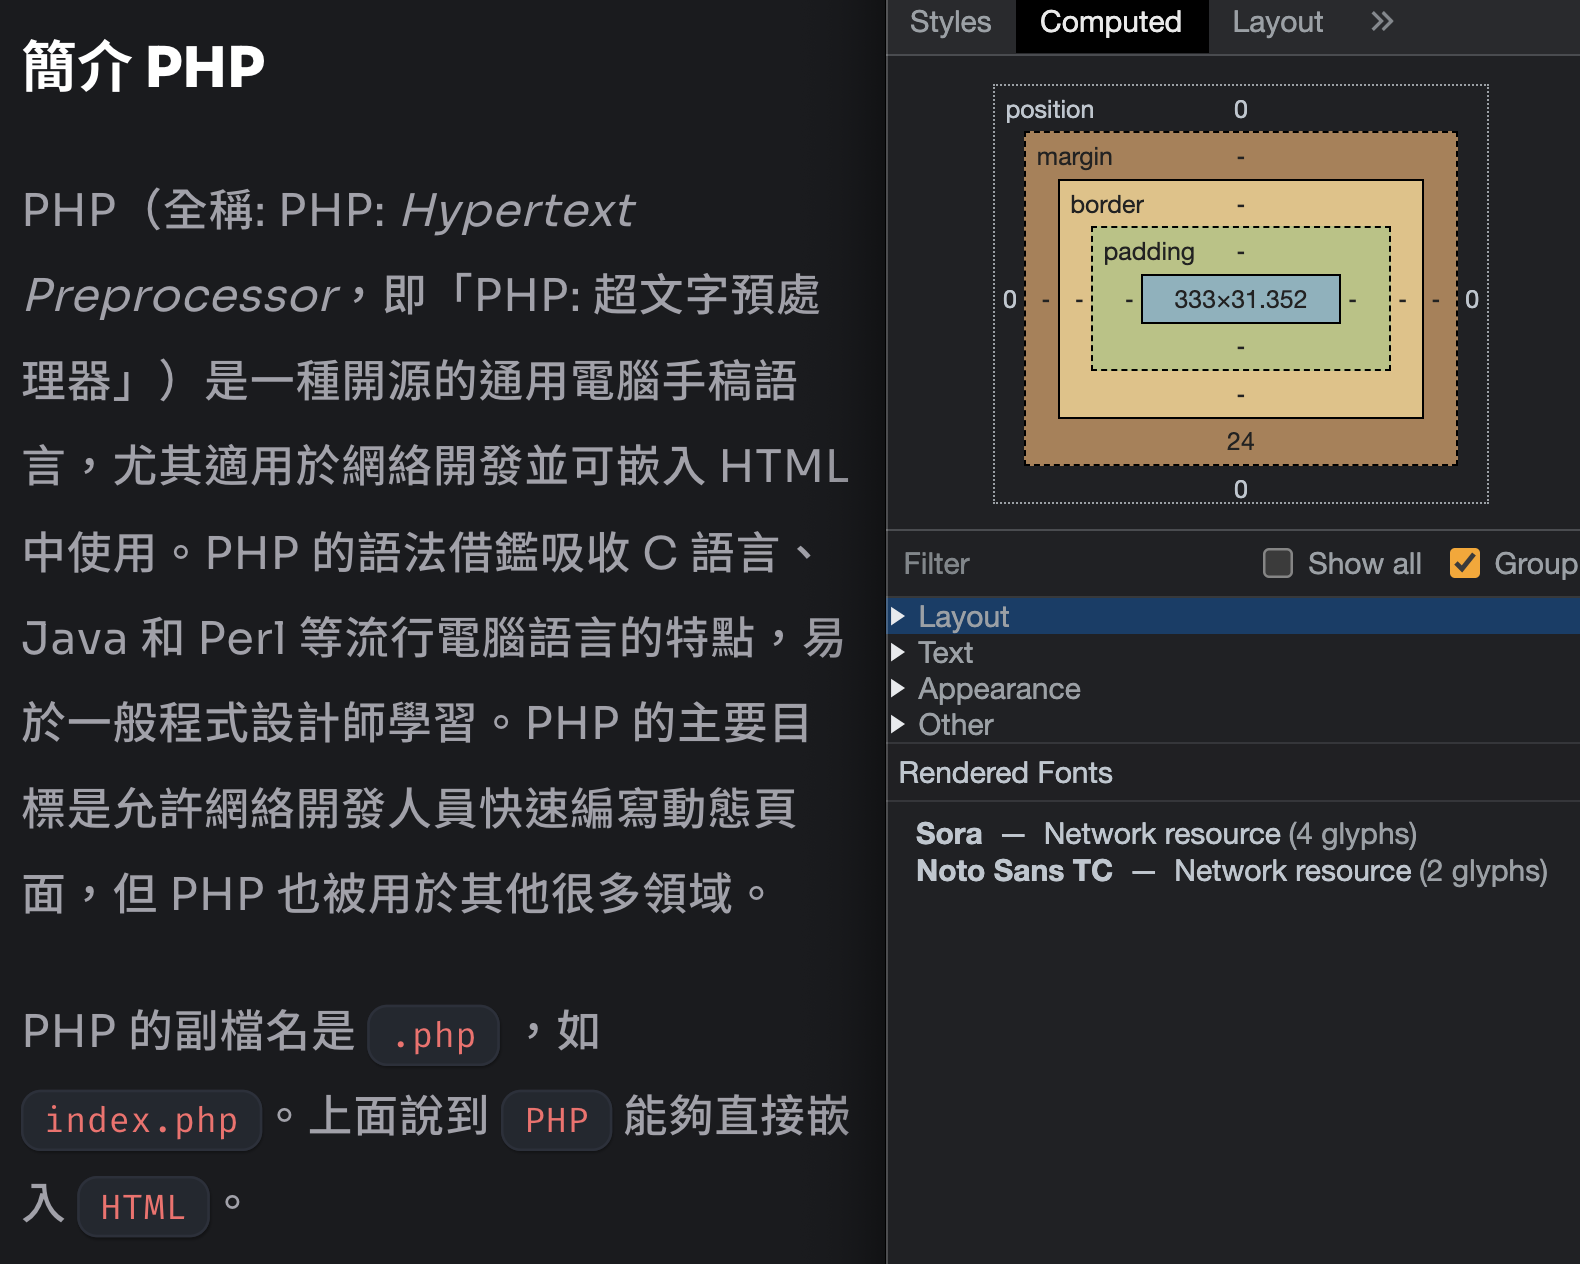 簡介 PHP
PHP（全稱: PHP: Hypertext
Preprocessor，即「PHP: 超文字預處
理器」）是一種開源的通用電腦手稿語
言，尤其適用於網絡開發並可嵌入 HTML
中使用。PHP 的語法借鑑吸收 C 語言、
Java 和 Perl 等流行電腦語言的特點，易
於一般程式設計師學習。PHP 的主要目
標是允許網絡開發人員快速編寫動態頁
面，但 PHP 也被用於其他很多領域。
PHP 的副檔名是 .php ，如
index.php 。上面說到 PHP 能夠直接嵌
入 HTML 。
Styles Computed Layout »
position 0
margin -
border -
padding -
0 - - - 333×31.352 - - - 0
-
-
24
0
Filter Show all Group
Layout
Text
Appearance
Other
Rendered Fonts
Sora — Network resource (4 glyphs)
Noto Sans TC — Network resource (2 glyphs)